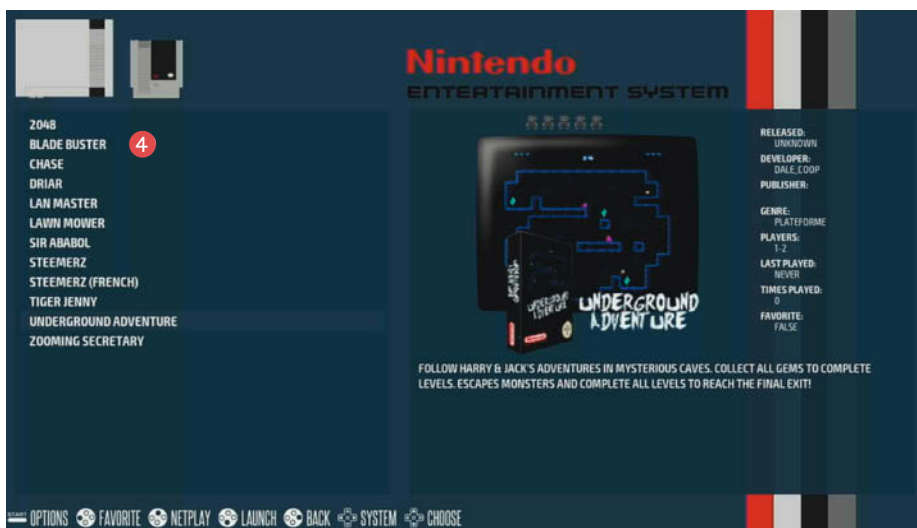 Nintendo
ENTERTAINMENT SYSTEM
2048
BLADE BUSTER
4
CHASE
DRIAR
LAN MASTER
LAWN MOWER
SIR ABABOL
STEEMERZ
STEEMERZ (FRENCH)
TIGER JENNY
UNDERGROUND ADVENTURE
ZOOMING SECRETARY
UNDERGROUND
ADVENTURE
RELEASED:
UNKNOWN
DEVELOPER:
DALE_COOP
PUBLISHER:
GENRE:
PLATEFORME
PLAYERS:
1-2
LAST PLAYED:
NEVER
TIMES PLAYED:
0
FAVORITE:
FALSE
FOLLOW HARRY & JACK'S ADVENTURES IN MYSTERIOUS CAVES. COLLECT ALL GEMS TO COMPLETE
LEVELS. ESCAPES MONSTERS AND COMPLETE ALL LEVELS TO REACH THE FINAL EXIT!
START OPTIONS FAVORITE NETPLAY LAUNCH BACK SYSTEM CHOOSE